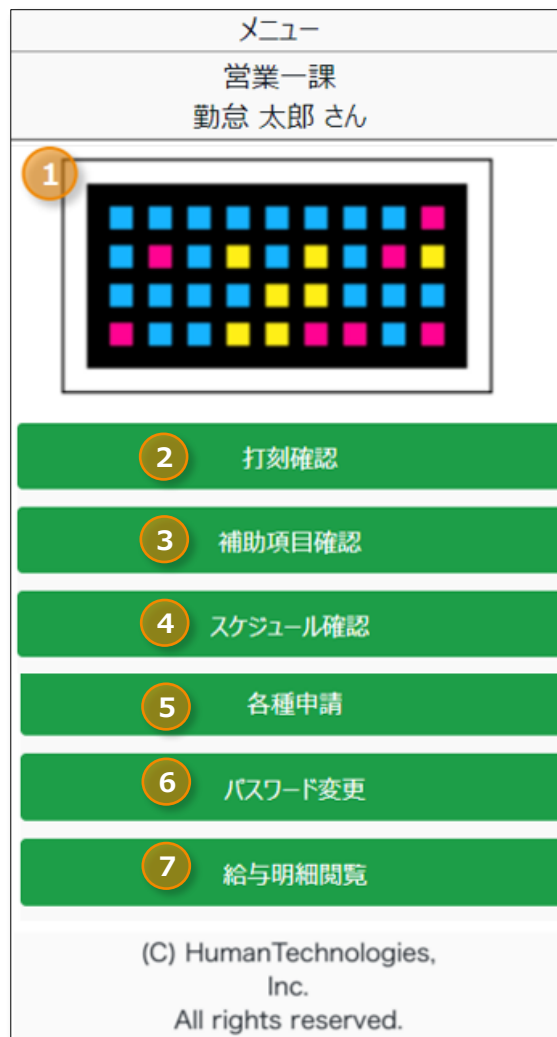 メニュー
営業一課
勤怠 太郎 さん
1
2 打刻確認
3 補助項目確認
4 スケジュール確認
5 各種申請
6 パスワード変更
7 給与明細閲覧
(C) HumanTechnologies,
Inc.
All rights reserved.